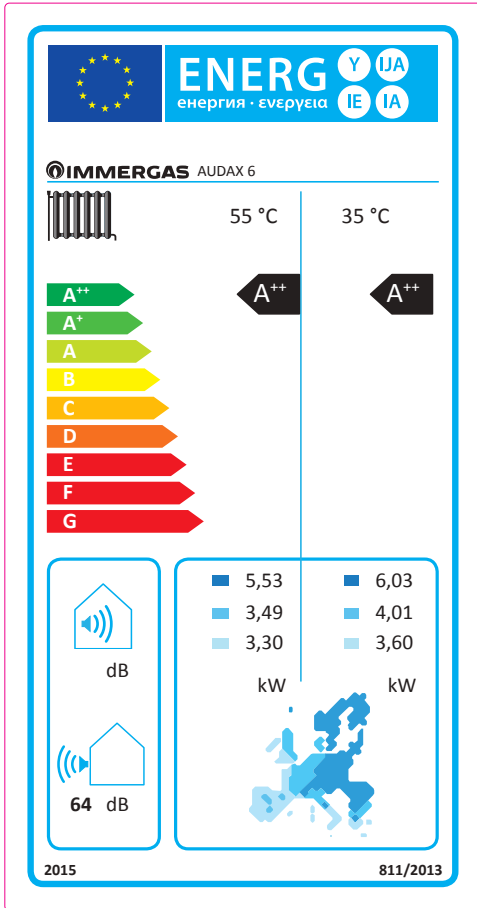 ENERG Y IJA
енергия · ενεργεια IE IA
IMMERGAS AUDAX 6
55 °C 35 °C
A++ A++ A++
A+
A
B
C
D
E
F
G
5,53 6,03
3,49 4,01
3,30 3,60
kW kW
dB
64 dB
2015 811/2013